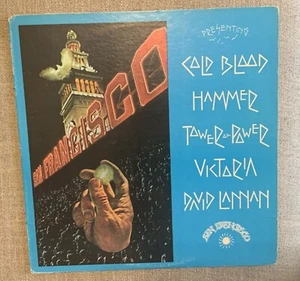 PRESENTING
COLD BLOOD
HAMMER
TOWER OF POWER
VICTORIA
DAVID LANNAN
SAN FRANCISCO
SAN FRANCISCO